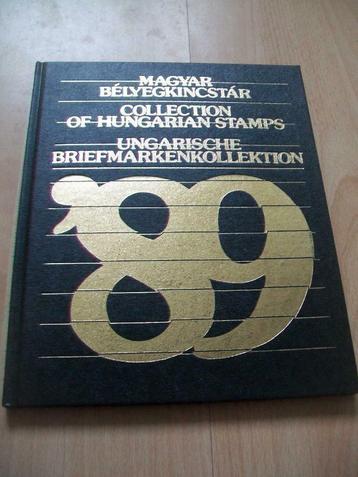 MAGYAR
BÉLYEGKINCSTÁR
COLLECTION
OF HUNGARIAN STAMPS
UNGARISCHE
BRIEFMARKENKOLLEKTION
'89